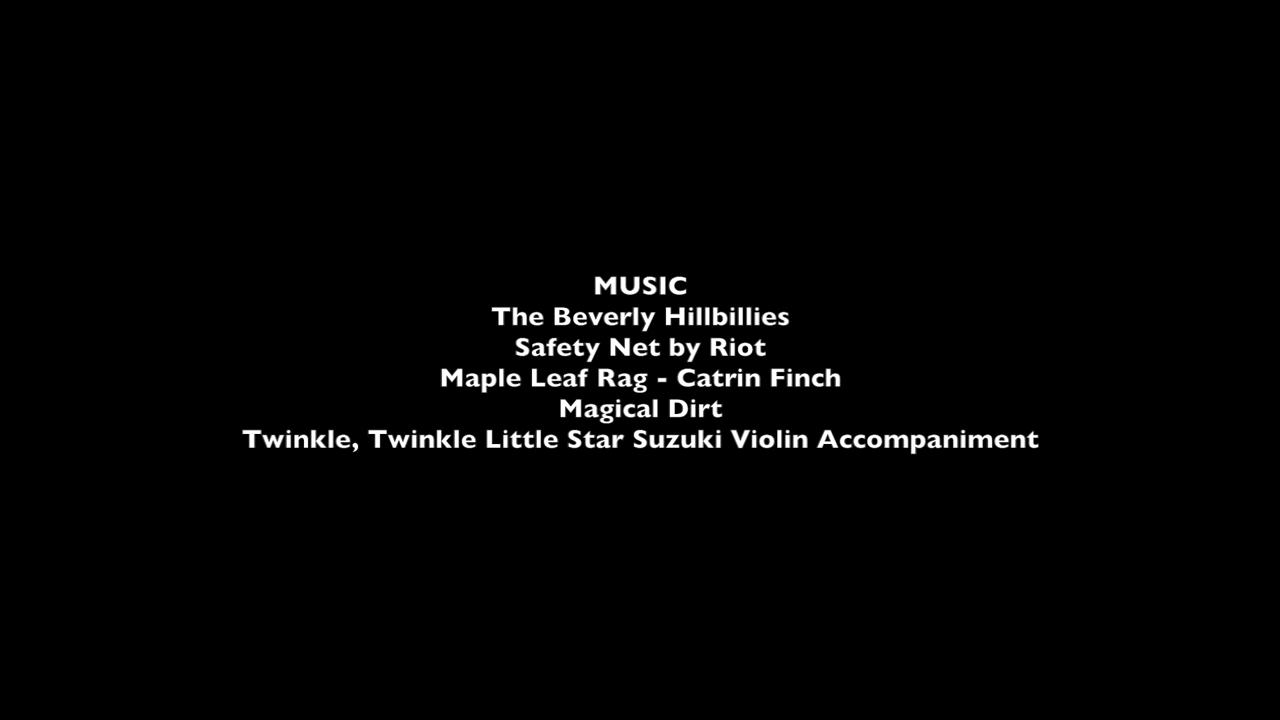 MUSIC
The Beverly Hillbillies
Safety Net by Riot
Maple Leaf Rag - Catrin Finch
Magical Dirt
Twinkle, Twinkle Little Star Suzuki Violin Accompaniment